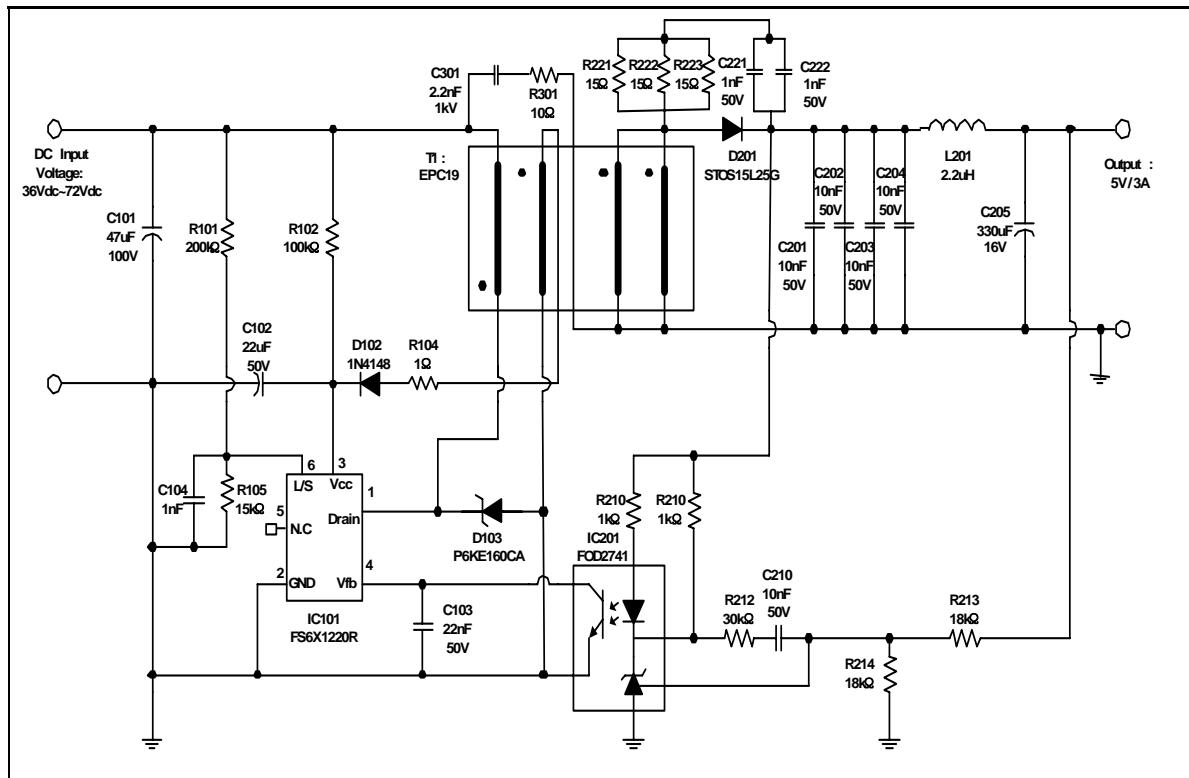 C301
2.2nF
1kV
R301
10Ω
R221
15Ω
R222
15Ω
R223
15Ω
C221
1nF
50V
C222
1nF
50V
DC Input
Voltage:
36Vdc~72Vdc
T1 :
EPC19
D201
STOS15L25G
L201
2.2uH
Output :
5V/3A
C101
47uF
100V
R101
200kΩ
R102
100kΩ
C202
10nF
50V
C204
10nF
50V
C201
10nF
50V
C203
10nF
50V
C205
330uF
16V
C102
22uF
50V
D102
1N4148
R104
1Ω
C104
1nF
R105
15kΩ
6
L/S
3
Vcc
1
Drain
5
N.C
2
GND
4
Vfb
IC101
FS6X1220R
D103
P6KE160CA
C103
22nF
50V
R210
1kΩ
R210
1kΩ
IC201
FOD2741
R212
30kΩ
C210
10nF
50V
R213
18kΩ
R214
18kΩ